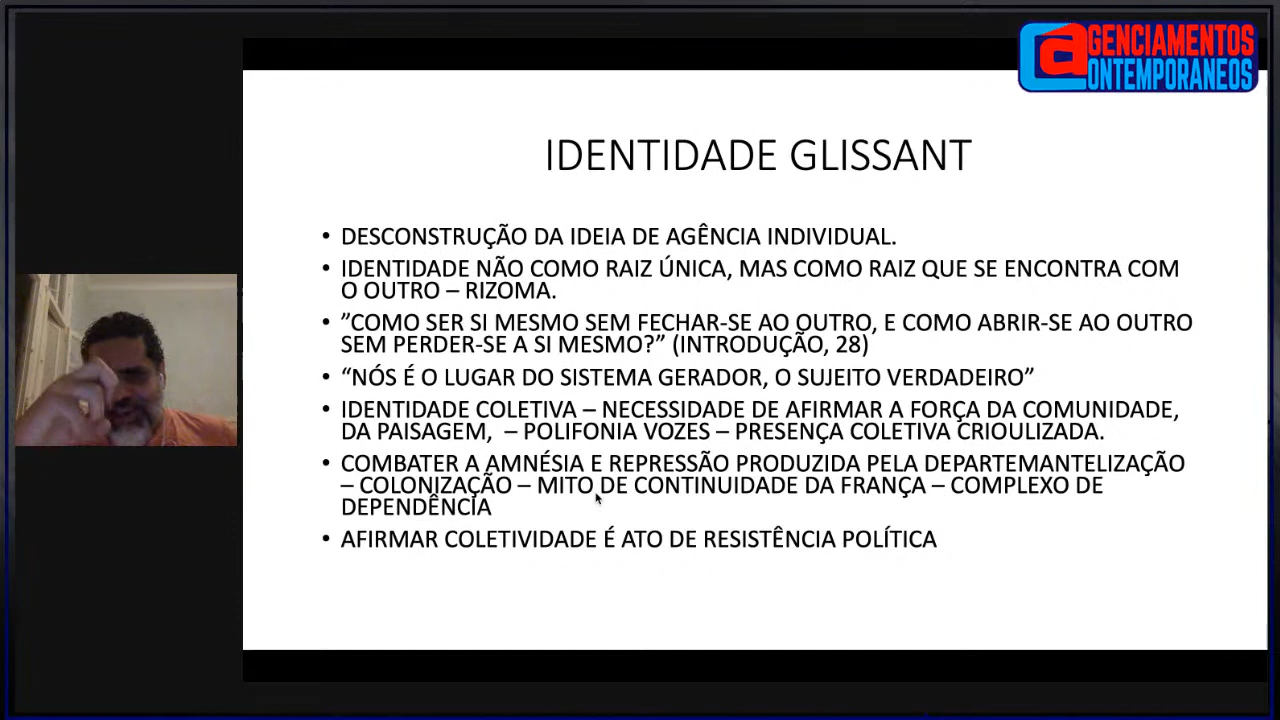 AGENCIAMENTOS
CONTEMPORANEOS
IDENTIDADE GLISSANT
• DESCONSTRUÇÃO DA IDEIA DE AGÊNCIA INDIVIDUAL.
• IDENTIDADE NÃO COMO RAIZ ÚNICA, MAS COMO RAIZ QUE SE ENCONTRA COM
O OUTRO – RIZOMA.
• ”COMO SER SI MESMO SEM FECHAR-SE AO OUTRO, E COMO ABRIR-SE AO OUTRO
SEM PERDER-SE A SI MESMO?” (INTRODUÇÃO, 28)
• “NÓS É O LUGAR DO SISTEMA GERADOR, O SUJEITO VERDADEIRO”
• IDENTIDADE COLETIVA – NECESSIDADE DE AFIRMAR A FORÇA DA COMUNIDADE,
DA PAISAGEM,  – POLIFONIA VOZES – PRESENÇA COLETIVA CRIOULIZADA.
• COMBATER A AMNÉSIA E REPRESSÃO PRODUZIDA PELA DEPARTEMANTELIZAÇÃO
– COLONIZAÇÃO – MITO DE CONTINUIDADE DA FRANÇA – COMPLEXO DE
DEPENDÊNCIA
• AFIRMAR COLETIVIDADE É ATO DE RESISTÊNCIA POLÍTICA